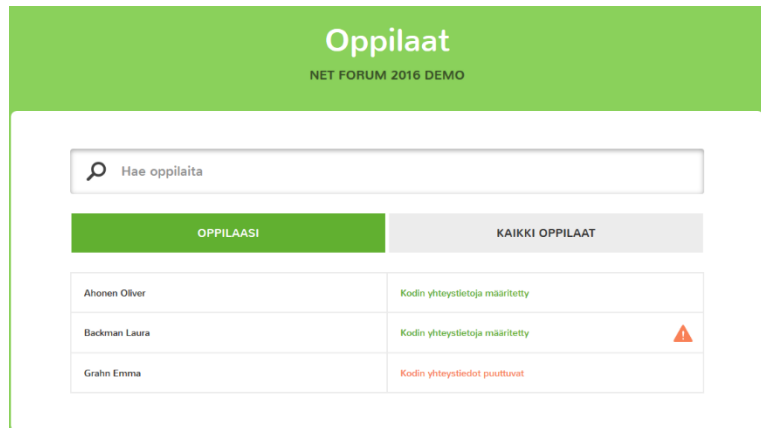 Oppilaat
NET FORUM 2016 DEMO
Hae oppilaita
OPPILAASI
KAIKKI OPPILAAT
Ahonen Oliver
Kodin yhteystietoja määritetty
Backman Laura
Kodin yhteystietoja määritetty
Grahn Emma
Kodin yhteystiedot puuttuvat